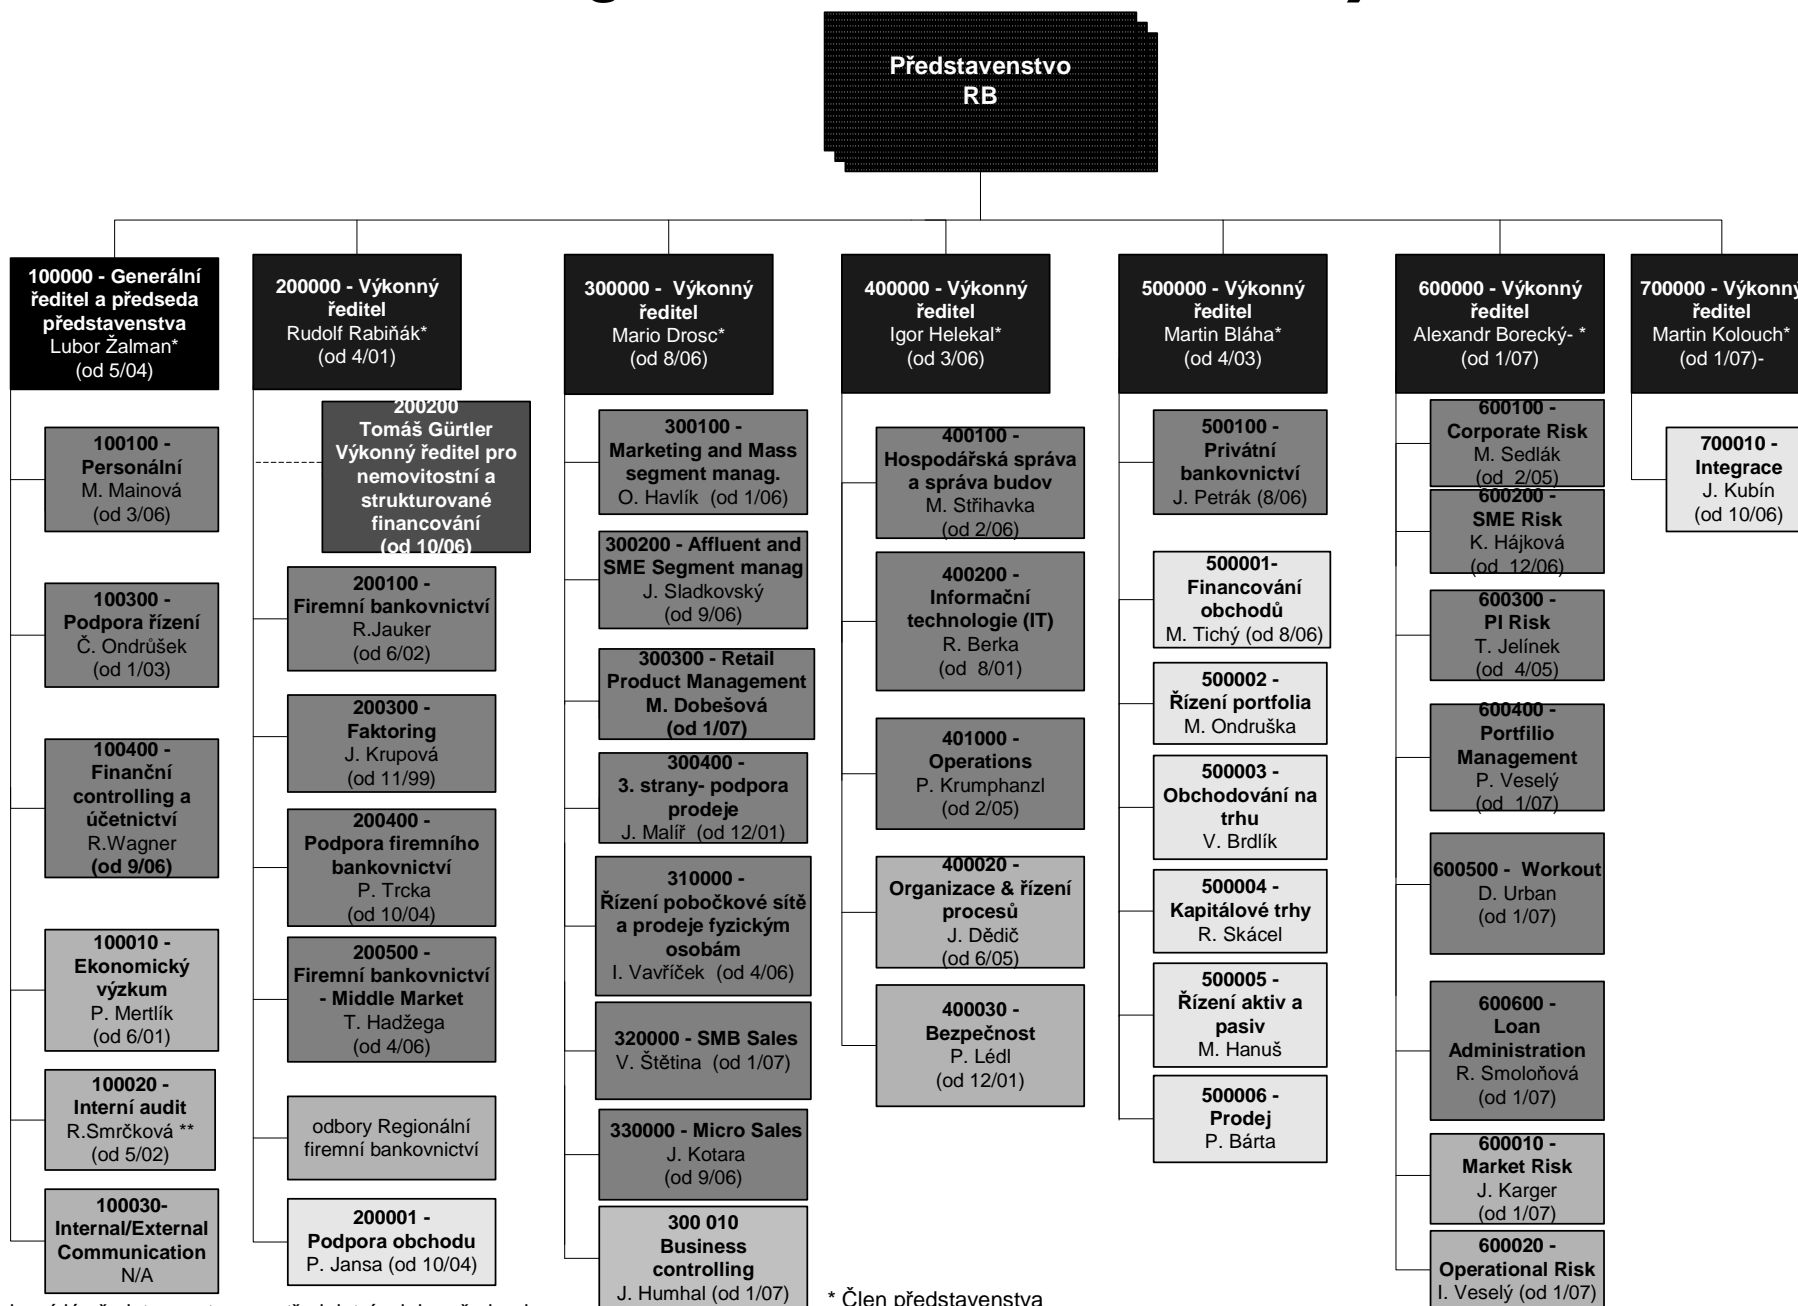 Představenstvo
RB
100000 - Generální
ředitel a předseda
představenstva
Lubor Žalman*
(od 5/04)
100100 -
Personální
M. Mainová
(od 3/06)
100300 -
Podpora řízení
Č. Ondrůšek
(od 1/03)
100400 -
Finanční
controlling a
účetnictví
R.Wagner
(od 9/06)
100010 -
Ekonomický
výzkum
P. Mertlík
(od 6/01)
100020 -
Interní audit
R.Smrčková **
(od 5/02)
100030-
Internal/External
Communication
N/A
200000 - Výkonný
ředitel
Rudolf Rabiňák*
(od 4/01)
200200
Tomáš Gürtler
Výkonný ředitel pro
nemovitostní a
strukturované
financování
(od 10/06)
200100 -
Firemní bankovnictví
R.Jauker
(od 6/02)
200300 -
Faktoring
J. Krupová
(od 11/99)
200400 -
Podpora firemního
bankovnictví
P. Trcka
(od 10/04)
200500 -
Firemní bankovnictví
- Middle Market
T. Hadžega
(od 4/06)
odbory Regionální
firemní bankovnictví
200001 -
Podpora obchodu
P. Jansa (od 10/04)
300000 - Výkonný
ředitel
Mario Drosc*
(od 8/06)
300100 -
Marketing and Mass
segment manag.
O. Havlík (od 1/06)
300200 - Affluent and
SME Segment manag
J. Sladkovský
(od 9/06)
300300 - Retail
Product Management
M. Dobešová
(od 1/07)
300400 -
3. strany- podpora
prodeje
J. Malíř (od 12/01)
310000 -
Řízení pobočkové sítě
a prodeje fyzickým
osobám
I. Vavříček (od 4/06)
320000 - SMB Sales
V. Štětina (od 1/07)
330000 - Micro Sales
J. Kotara
(od 9/06)
300 010
Business
controlling
J. Humhal (od 1/07)
400000 - Výkonný
ředitel
Igor Helekal*
(od 3/06)
400100 -
Hospodářská správa
a správa budov
M. Střihavka
(od 2/06)
400200 -
Informační
technologie (IT)
R. Berka
(od 8/01)
401000 -
Operations
P. Krumphanzl
(od 2/05)
400020 -
Organizace & řízení
procesů
J. Dědič
(od 6/05)
400030 -
Bezpečnost
P. Lédl
(od 12/01)
500000 - Výkonný
ředitel
Martin Bláha*
(od 4/03)
500100 -
Privátní
bankovnictví
J. Petrák (8/06)
500001-
Financování
obchodů
M. Tichý (od 8/06)
500002 -
Řízení portfolia
M. Ondruška
500003 -
Obchodování na
trhu
V. Brdlík
500004 -
Kapitálové trhy
R. Skácel
500005 -
Řízení aktiv a
pasiv
M. Hanuš
500006 -
Prodej
P. Bárta
600000 - Výkonný
ředitel
Alexandr Borecký- *
(od 1/07)
600100 -
Corporate Risk
M. Sedlák
(od 2/05)
600200 -
SME Risk
K. Hájková
(od 12/06)
600300 -
PI Risk
T. Jelínek
(od 4/05)
600400 -
Portfilio
Management
P. Veselý
(od 1/07)
600500 - Workout
D. Urban
(od 1/07)
600600 -
Loan
Administration
R. Smoloňová
(od 1/07)
600010 -
Market Risk
J. Karger
(od 1/07)
600020 -
Operational Risk
I. Veselý (od 1/07)
700000 - Výkonný
ředitel
Martin Kolouch*
(od 1/07)-
700010 -
Integrace
J. Kubín
(od 10/06)
* Člen představenstva